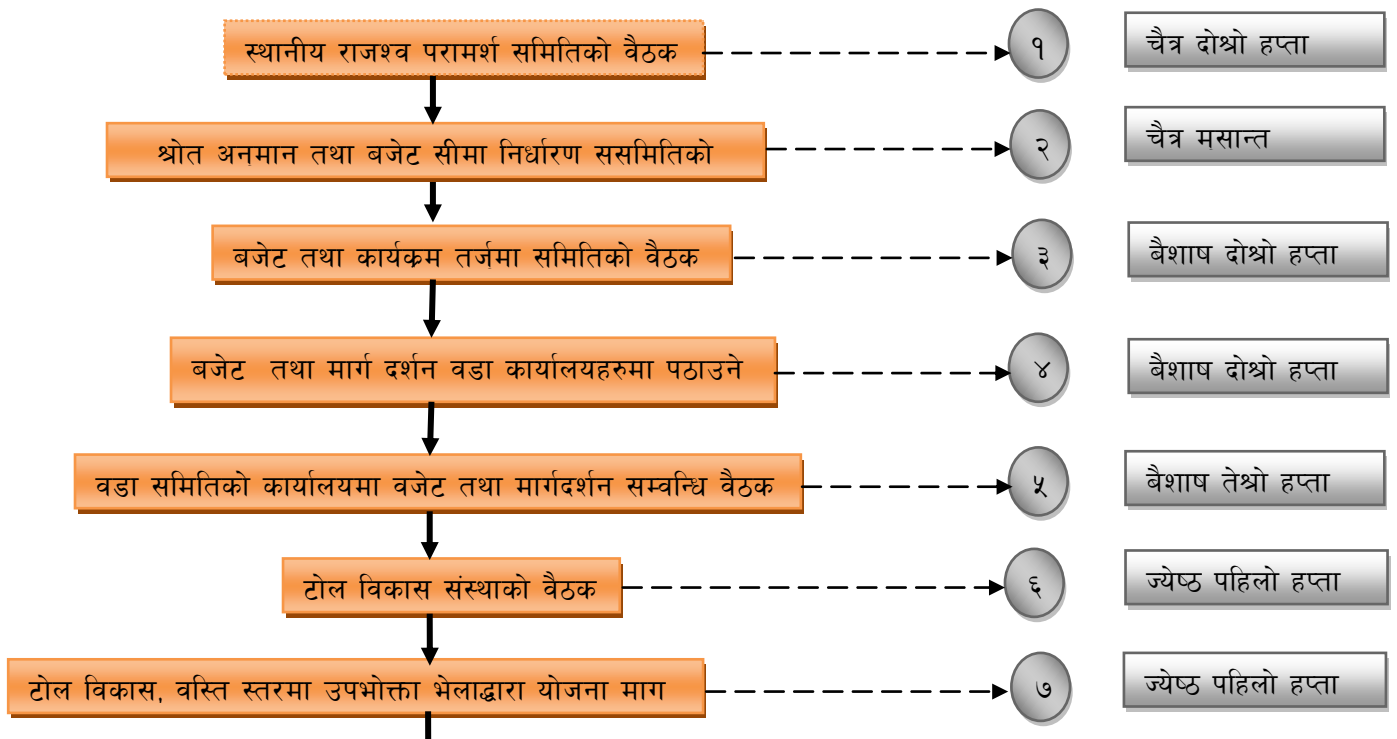 स्थानीय राजश्व परामर्श समितिको वैठक
१
चैत्र दोश्रो हप्ता
श्रोत अनुमान तथा बजेट सीमा निर्धारण ससमितिको
२
चैत्र मसान्त
बजेट तथा कार्यक्रम तर्जुमा समितिको वैठक
३
बैशाष दोश्रो हप्ता
बजेट तथा मार्ग दर्शन वडा कार्यालयहरुमा पठाउने
४
बैशाष दोश्रो हप्ता
वडा समितिको कार्यालयमा वजेट तथा मार्गदर्शन सम्वन्धि वैठक
५
बैशाष तेश्रो हप्ता
टोल विकास संस्थाको वैठक
६
ज्येष्ठ पहिलो हप्ता
टोल विकास, वस्ति स्तरमा उपभोक्ता भेलाद्धारा योजना माग
७
ज्येष्ठ पहिलो हप्ता